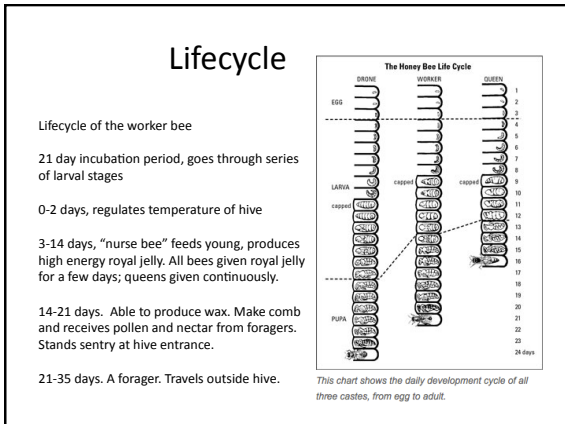 Lifecycle
Lifecycle of the worker bee
21 day incubation period, goes through series
of larval stages
0-2 days, regulates temperature of hive
3-14 days, "nurse bee" feeds young, produces
high energy royal jelly. All bees given royal jelly
for a few days; queens given continuously.
14-21 days.  Able to produce wax. Make comb
and receives pollen and nectar from foragers.
Stands sentry at hive entrance.
21-35 days. A forager. Travels outside hive.
The Honey Bee Life Cycle
DRONE WORKER QUEEN
1
EGG 2
3
4
5
6
7
8
capped capped 9
LARVA 10
capped 11
12
13
14
15
16
17
18
19
PUPA 20
21
22
23
24 days
This chart shows the daily development cycle of all
three castes, from egg to adult.